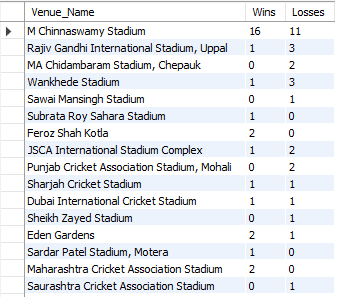 Venue_Name Wins Losses
M Chinnaswamy Stadium 16 11
Rajiv Gandhi International Stadium, Uppal 1 3
MA Chidambaram Stadium, Chepauk 0 2
Wankhede Stadium 1 3
Sawai Mansingh Stadium 0 1
Subrata Roy Sahara Stadium 1 0
Feroz Shah Kotla 2 0
JSCA International Stadium Complex 1 2
Punjab Cricket Association Stadium, Mohali 0 2
Sharjah Cricket Stadium 1 1
Dubai International Cricket Stadium 1 1
Sheikh Zayed Stadium 0 1
Eden Gardens 2 1
Sardar Patel Stadium, Motera 1 0
Maharashtra Cricket Association Stadium 2 0
Saurashtra Cricket Association Stadium 0 1